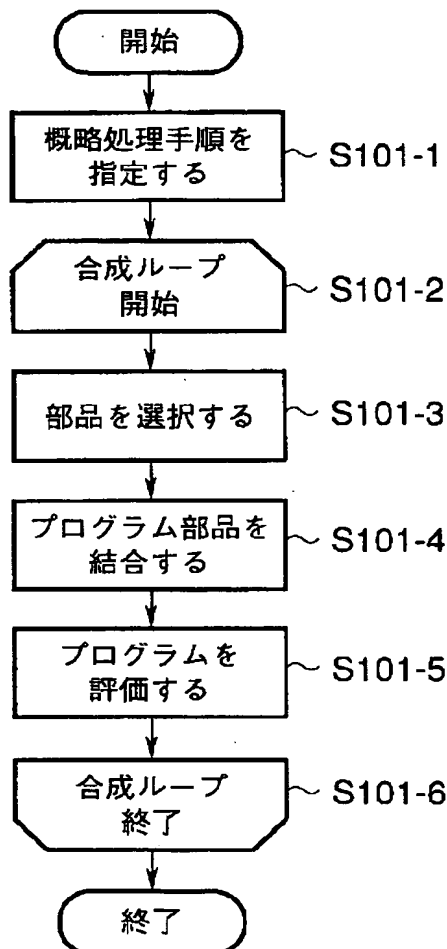 開始
概略処理手順を
指定する
S101-1
合成ループ
開始
S101-2
部品を選択する
S101-3
プログラム部品を
結合する
S101-4
プログラムを
評価する
S101-5
合成ループ
終了
S101-6
終了